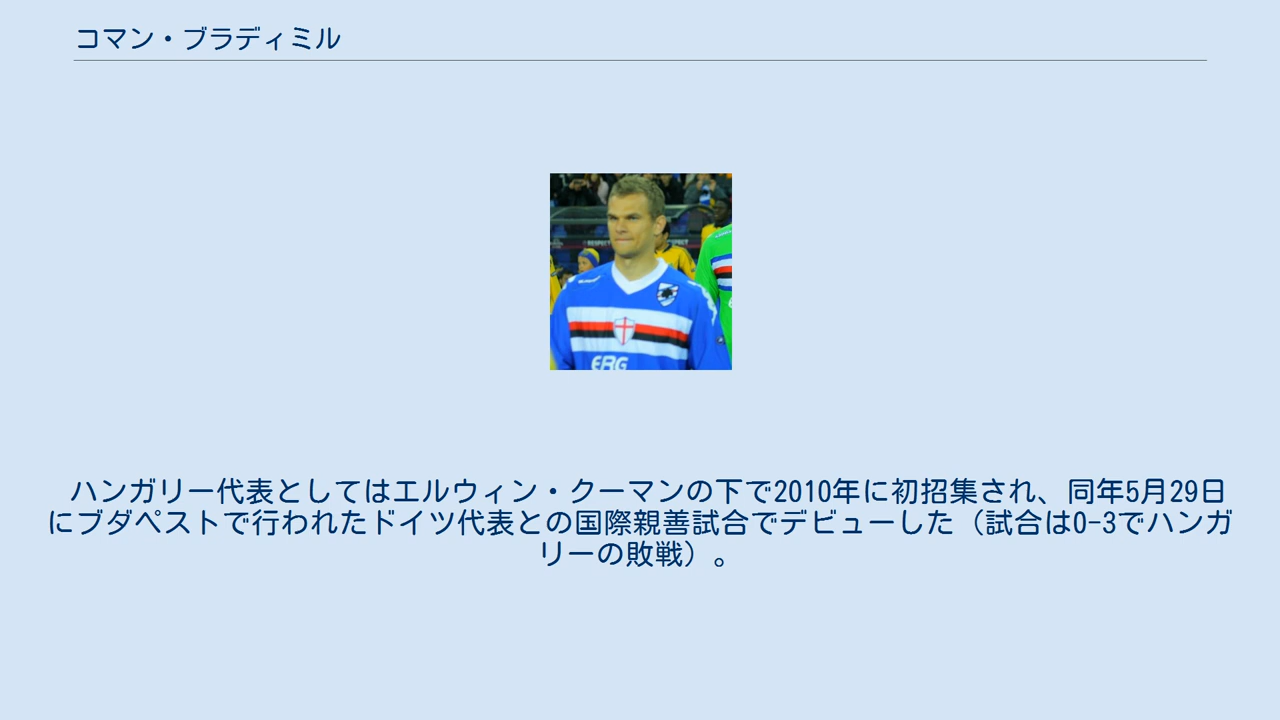 コマン・ブラディミル
RESPECT
RESPECT
ERG
ハンガリー代表としてはエルウィン・クーマンの下で2010年に初招集され、同年5月29日
にブダペストで行われたドイツ代表との国際親善試合でデビューした（試合は0-3でハンガ
リーの敗戦）。